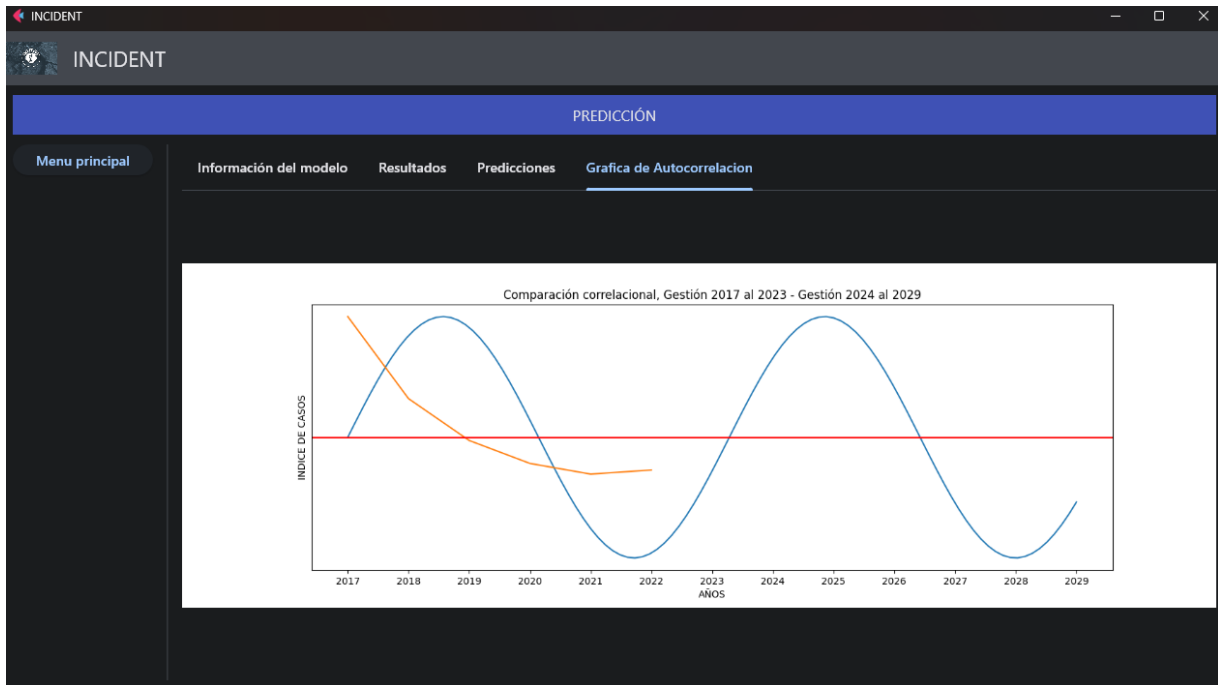 INCIDENT
INCIDENT
PREDICCIÓN
Menu principal
Información del modelo Resultados Predicciones Grafica de Autocorrelacion
Comparación correlacional, Gestión 2017 al 2023 - Gestión 2024 al 2029
INDICE DE CASOS
2017 2018 2019 2020 2021 2022 2023 2024 2025 2026 2027 2028 2029
AÑOS